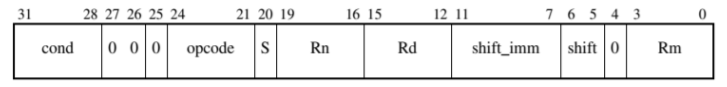 31 28 27 26 25 24 21 20 19 16 15 12 11 7 6 5 4 3 0
cond 0 0 0 opcode S Rn Rd shift_imm shift 0 Rm